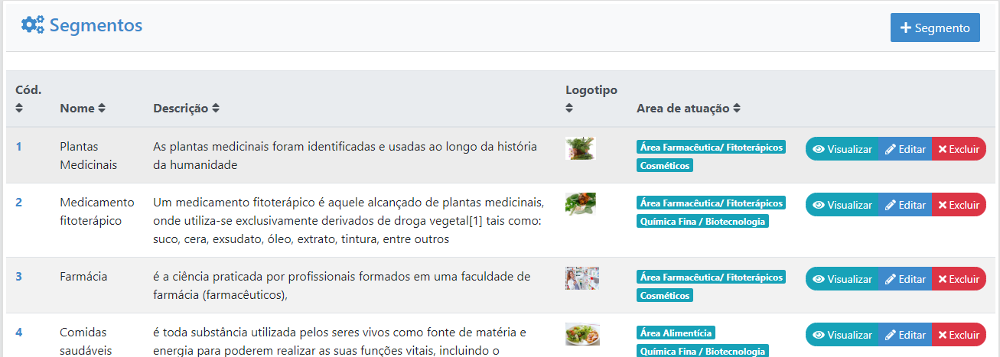 Segmentos
Segmento
Cód.
Nome
Descrição
Logotipo
Area de atuação
1
Plantas
Medicinais
As plantas medicinais foram identificadas e usadas ao longo da história
da humanidade
Área Farmacêutica/ Fitoterápicos
Cosméticos
Visualizar
Editar
Excluir
2
Medicamento
fitoterápico
Um medicamento fitoterápico é aquele alcançado de plantas medicinais,
onde utiliza-se exclusivamente derivados de droga vegetal[1] tais como:
suco, cera, exsudato, óleo, extrato, tintura, entre outros
Área Farmacêutica/ Fitoterápicos
Química Fina / Biotecnologia
Visualizar
Editar
Excluir
3
Farmácia
é a ciência praticada por profissionais formados em uma faculdade de
farmácia (farmacêuticos),
Área Farmacêutica/ Fitoterápicos
Cosméticos
Visualizar
Editar
Excluir
4
Comidas
saudáveis
é toda substância utilizada pelos seres vivos como fonte de matéria e
energia para poderem realizar as suas funções vitais, incluindo o
Área Alimentícia
Química Fina / Biotecnologia
Visualizar
Editar
Excluir